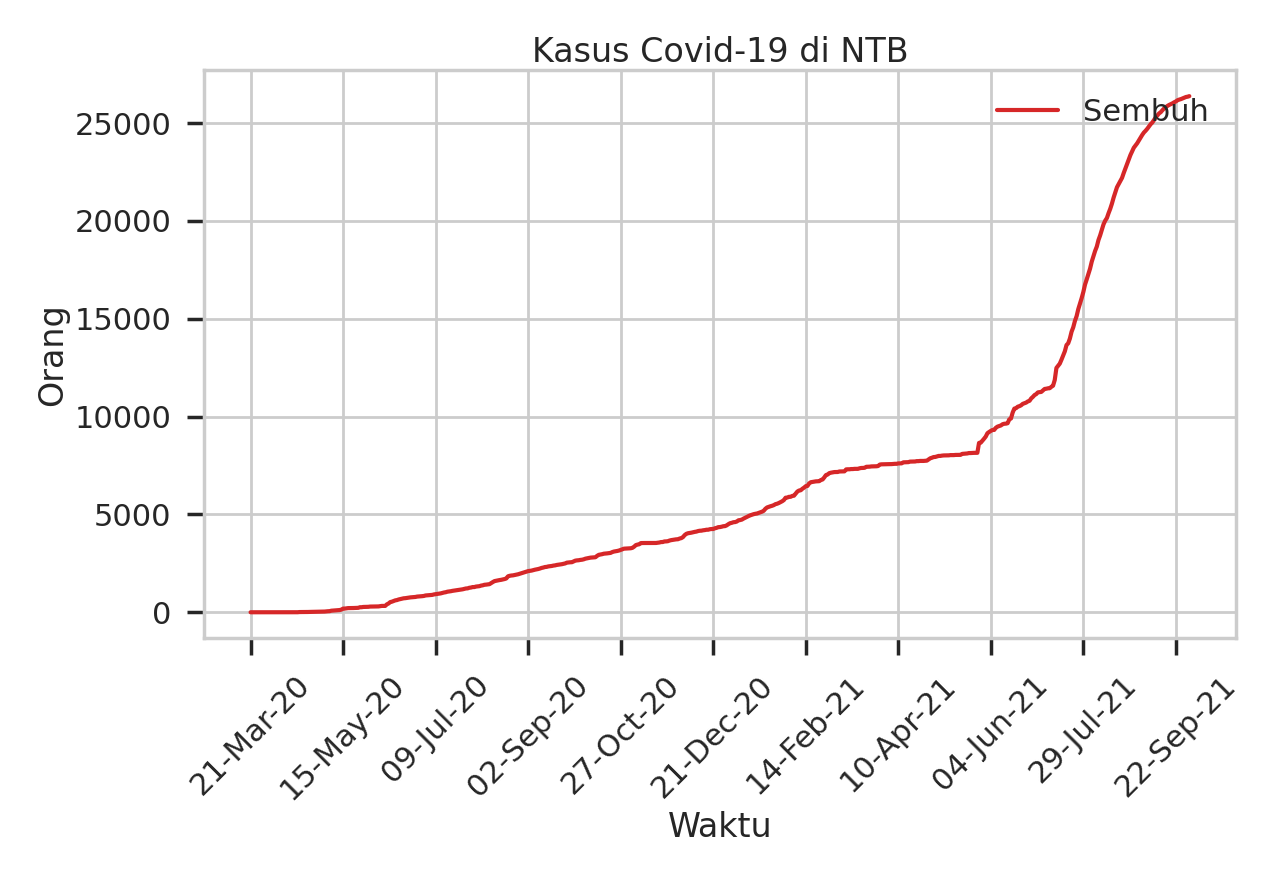 Kasus Covid-19 di NTB
Sembuh
Orang
25000
20000
15000
10000
5000
0
21-Mar-20
15-May-20
09-Jul-20
02-Sep-20
27-Oct-20
21-Dec-20
14-Feb-21
10-Apr-21
04-Jun-21
29-Jul-21
22-Sep-21
Waktu